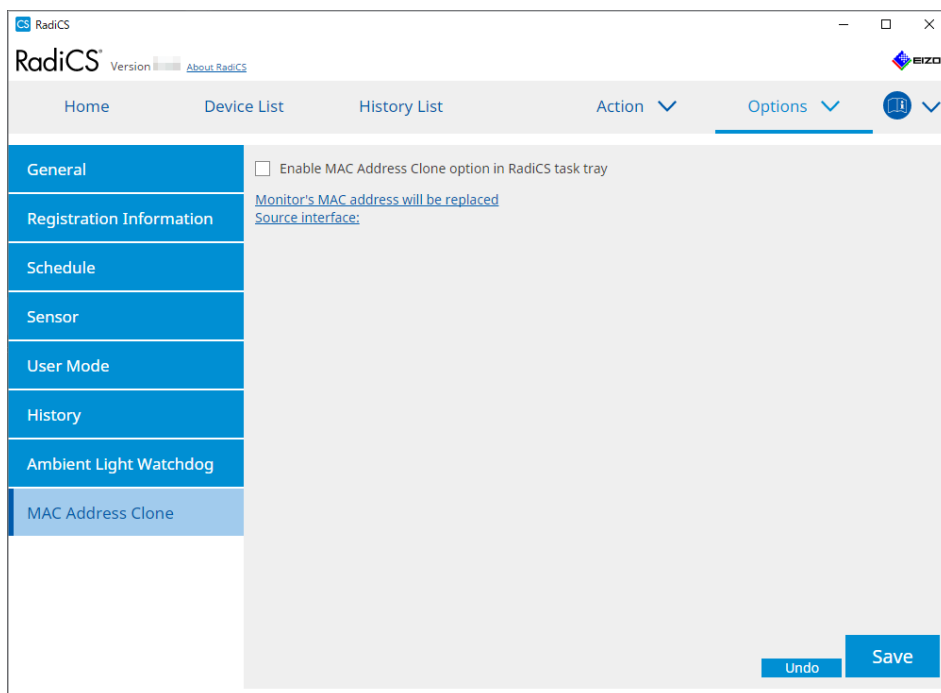 CS RadiCS
RadiCS® Version About RadiCS
EIZO
Home Device List History List Action Options
General
Registration Information
Schedule
Sensor
User Mode
History
Ambient Light Watchdog
MAC Address Clone
Enable MAC Address Clone option in RadiCS task tray
Monitor's MAC address will be replaced
Source interface:
Undo
Save